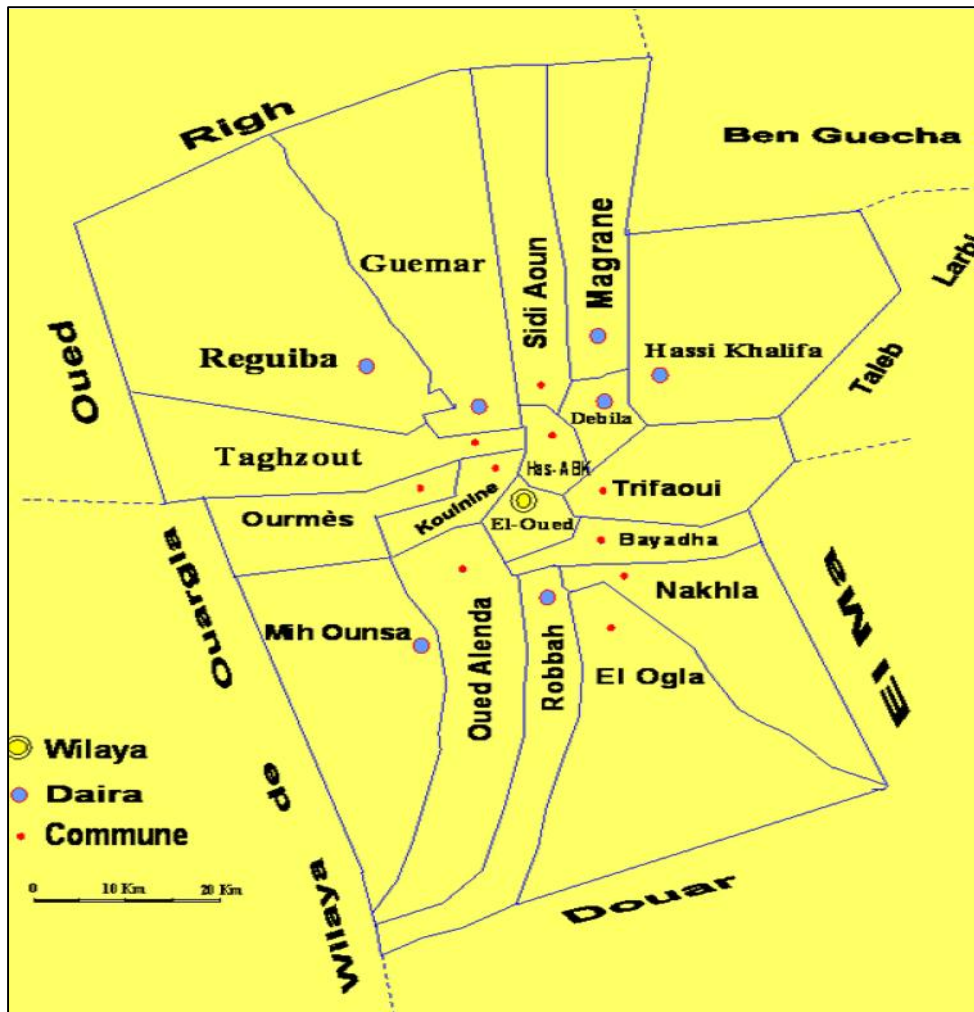 Righ
Ben Guecha
Guemar
Sidi Aoun
Magrane
Larby
Oued
Reguiba
Hassi Khalifa
Taleb
Debila
Taghzout
Has-ABK
Trifaoui
Ourmès
Kouinine
El-Oued
Bayadha
Nakhla
Mih Ounsa
Oued Alenda
Robbah
El Ogla
El Ma
Wilaya de Ouargla
Douar
Wilaya
Daira
Commune
0 10 Km 20 Km